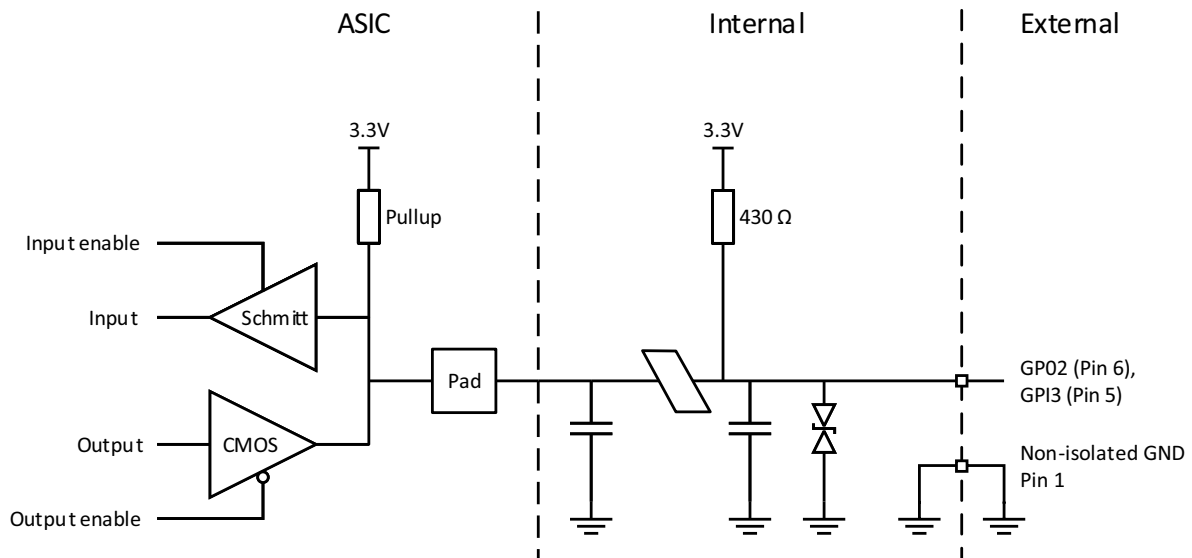 ASIC
Internal
External
3.3V
3.3V
Pullup
430 Ω
Input enable
Input
Schmitt
Pad
GP02 (Pin 6),
GPI3 (Pin 5)
Output
CMOS
Non-isolated GND
Pin 1
Output enable